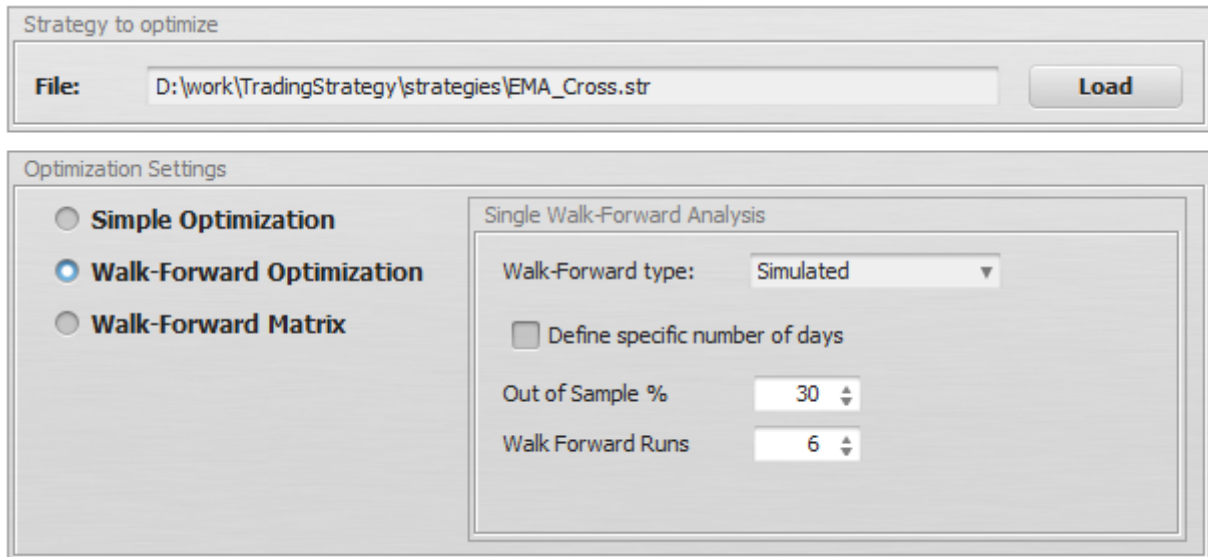 Strategy to optimize
File: D:\work\TradingStrategy\strategies\EMA_Cross.str Load
Optimization Settings
Simple Optimization
Walk-Forward Optimization
Walk-Forward Matrix
Single Walk-Forward Analysis
Walk-Forward type: Simulated
Define specific number of days
Out of Sample % 30
Walk Forward Runs 6